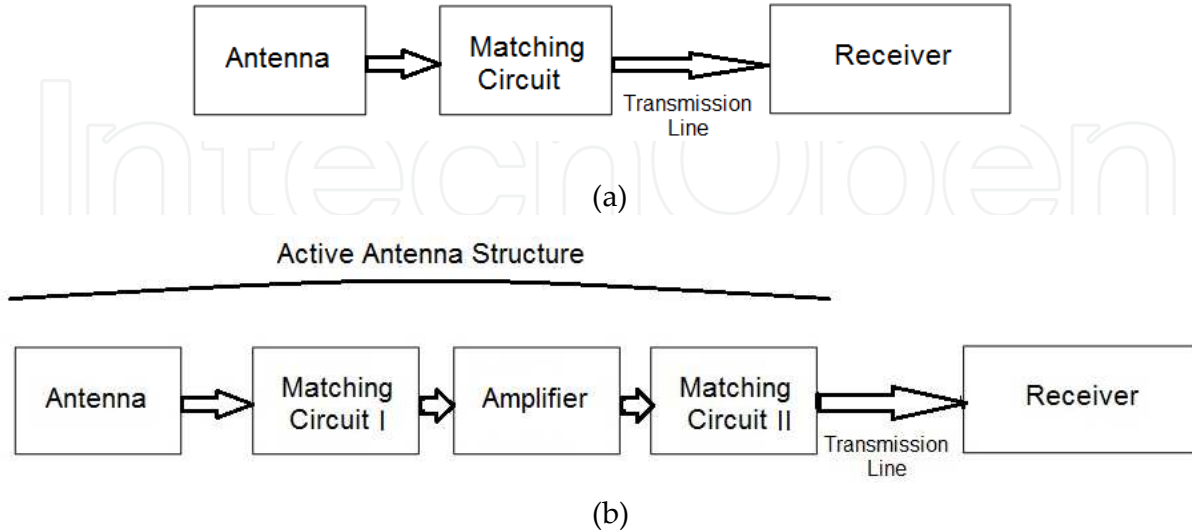 Antenna
Matching
Circuit
Receiver
Transmission
Line
IntechOpen
(a)
Active Antenna Structure
Antenna
Matching
Circuit I
Amplifier
Matching
Circuit II
Receiver
Transmission
Line
(b)